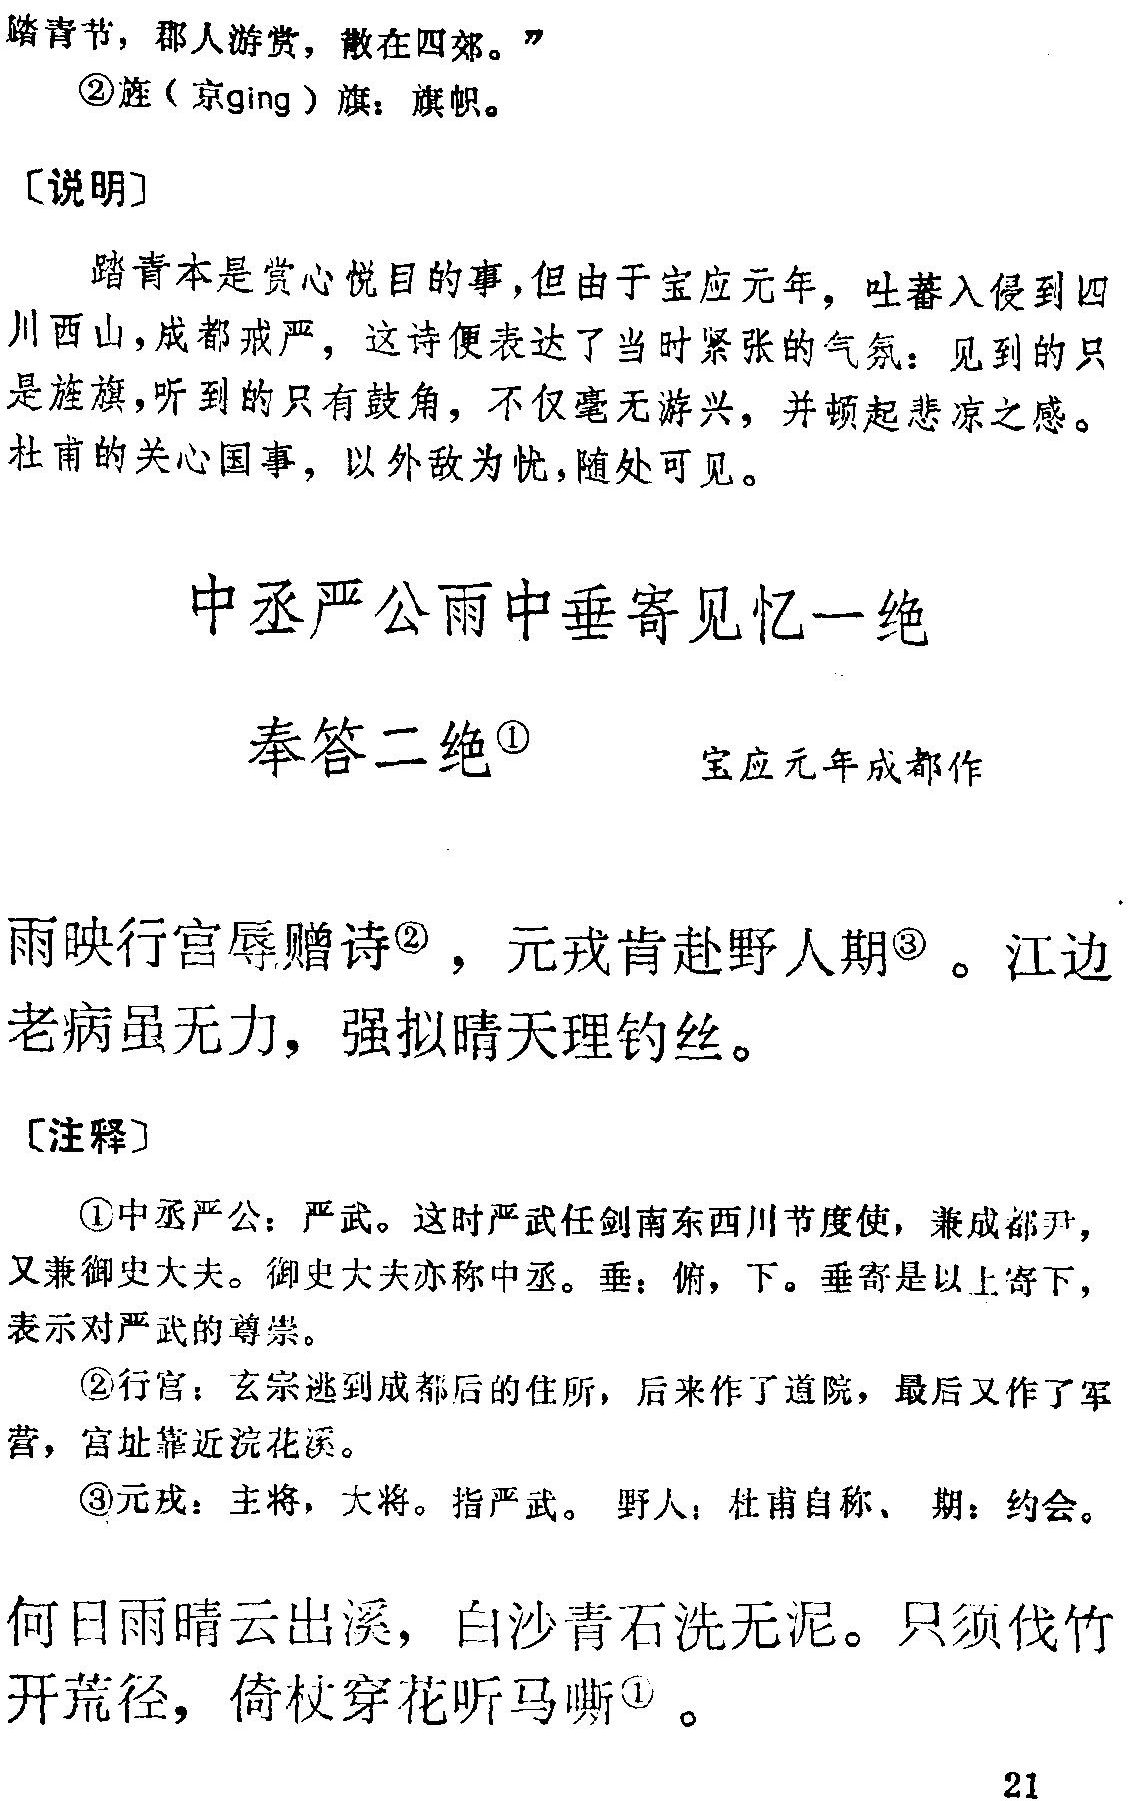 踏青节，郡人游赏，散在四郊。”
②旌（京ging）旗：旗帜。
〔说明〕
踏青本是赏心悦目的事，但由于宝应元年，吐蕃入侵到四
川西山，成都戒严，这诗便表达了当时紧张的气氛：见到的只
是旌旗，听到的只有鼓角，不仅毫无游兴，并顿起悲凉之感。
杜甫的关心国事，以外敌为忧，随处可见。
中丞严公雨中垂寄见忆一绝
奉答二绝① 宝应元年成都作
雨映行宫辱赠诗②，元戎肯赴野人期③。江边
老病虽无力，强拟晴天理钓丝。
〔注释〕
①中丞严公：严武。这时严武任剑南东西川节度使，兼成都尹，
又兼御史大夫。御史大夫亦称中丞。垂：俯，下。垂寄是以上寄下，
表示对严武的尊崇。
②行宫：玄宗逃到成都后的住所，后来作了道院，最后又作了军
营，宫址靠近浣花溪。
③元戎：主将，大将。指严武。 野人：杜甫自称、 期：约会。
何日雨晴云出溪，白沙青石洗无泥。只须伐竹
开荒径，倚杖穿花听马嘶①。
21